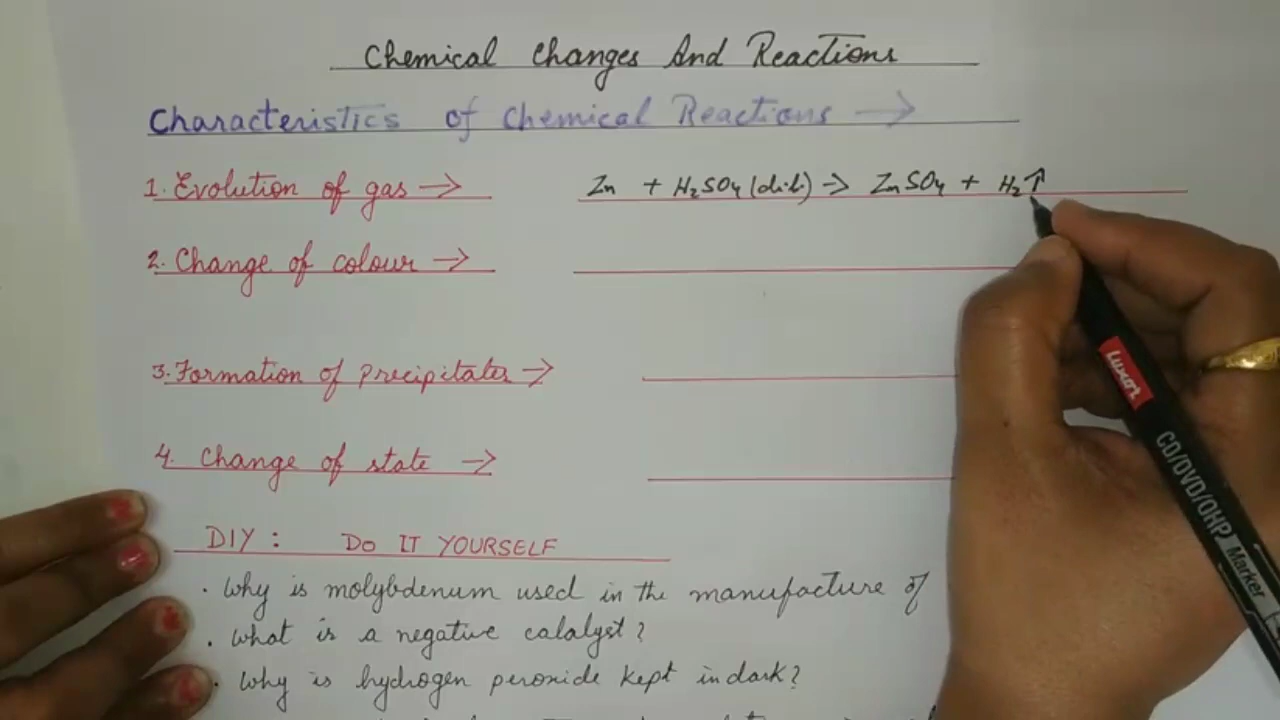 Chemical Changes And Reactions
Characteristics of Chemical Reactions →
1. Evolution of gas → Zn + H₂SO₄ (dil.) → ZnSO₄ + H₂↑
2. Change of colour →
3. Formation of precipitates →
4. Change of state →
DIY : DO IT YOURSELF
. Why is molybdenum used in the manufacture of
. What is a negative catalyst?
. Why is hydrogen peroxide kept in dark?
Luxor
CD/DVD/OHP Marker